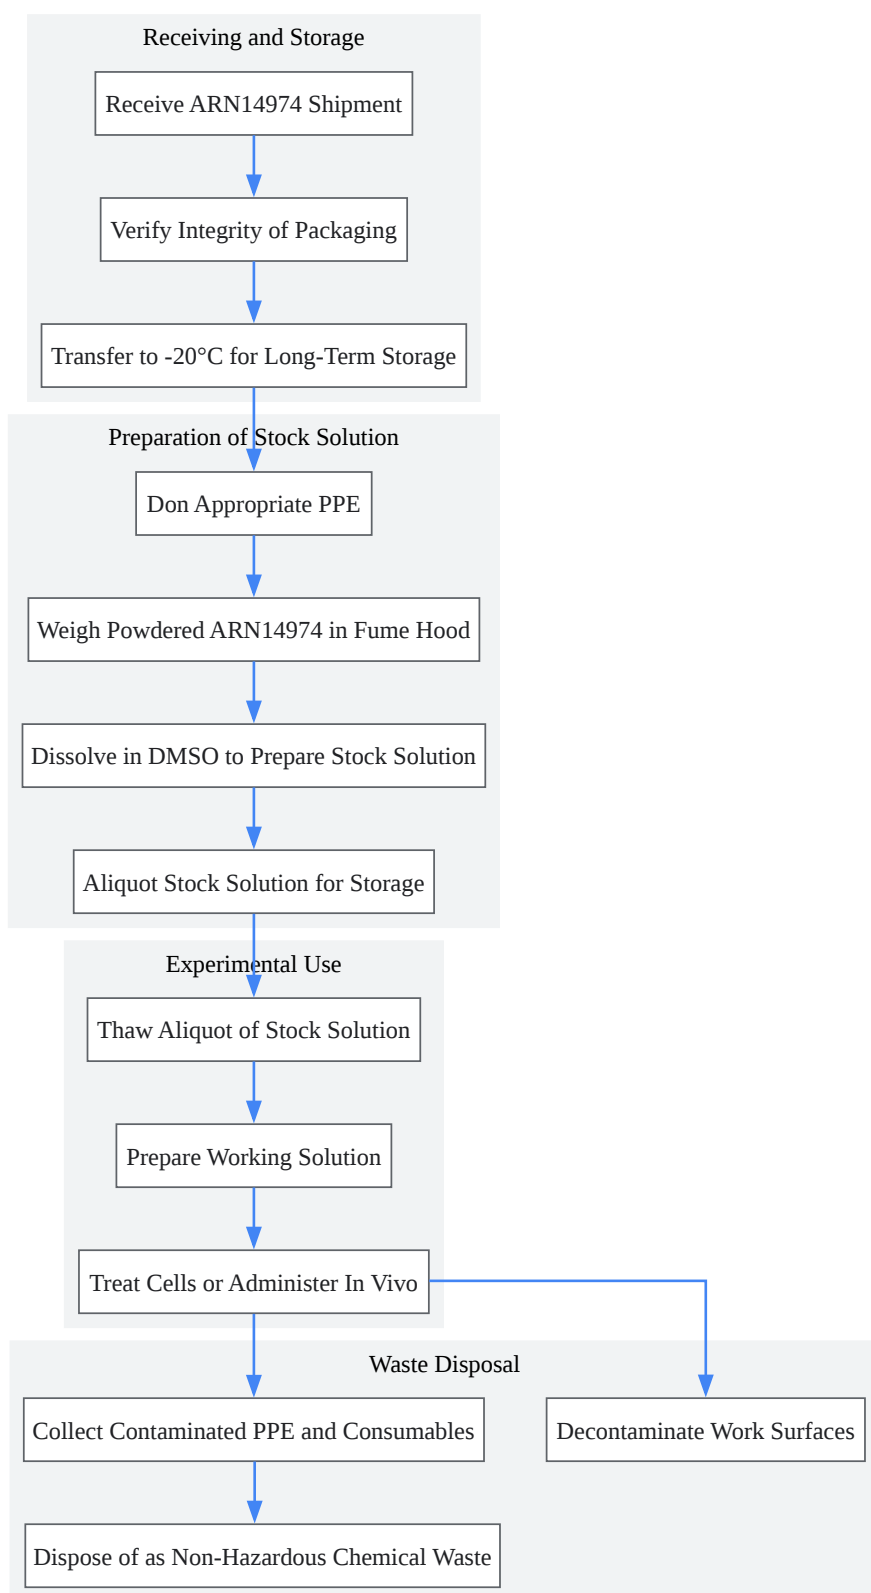 Receiving and Storage
Receive ARN14974 Shipment
Verify Integrity of Packaging
Transfer to -20°C for Long-Term Storage
Preparation of Stock Solution
Don Appropriate PPE
Weigh Powdered ARN14974 in Fume Hood
Dissolve in DMSO to Prepare Stock Solution
Aliquot Stock Solution for Storage
Experimental Use
Thaw Aliquot of Stock Solution
Prepare Working Solution
Treat Cells or Administer In Vivo
Waste Disposal
Collect Contaminated PPE and Consumables
Decontaminate Work Surfaces
Dispose of as Non-Hazardous Chemical Waste